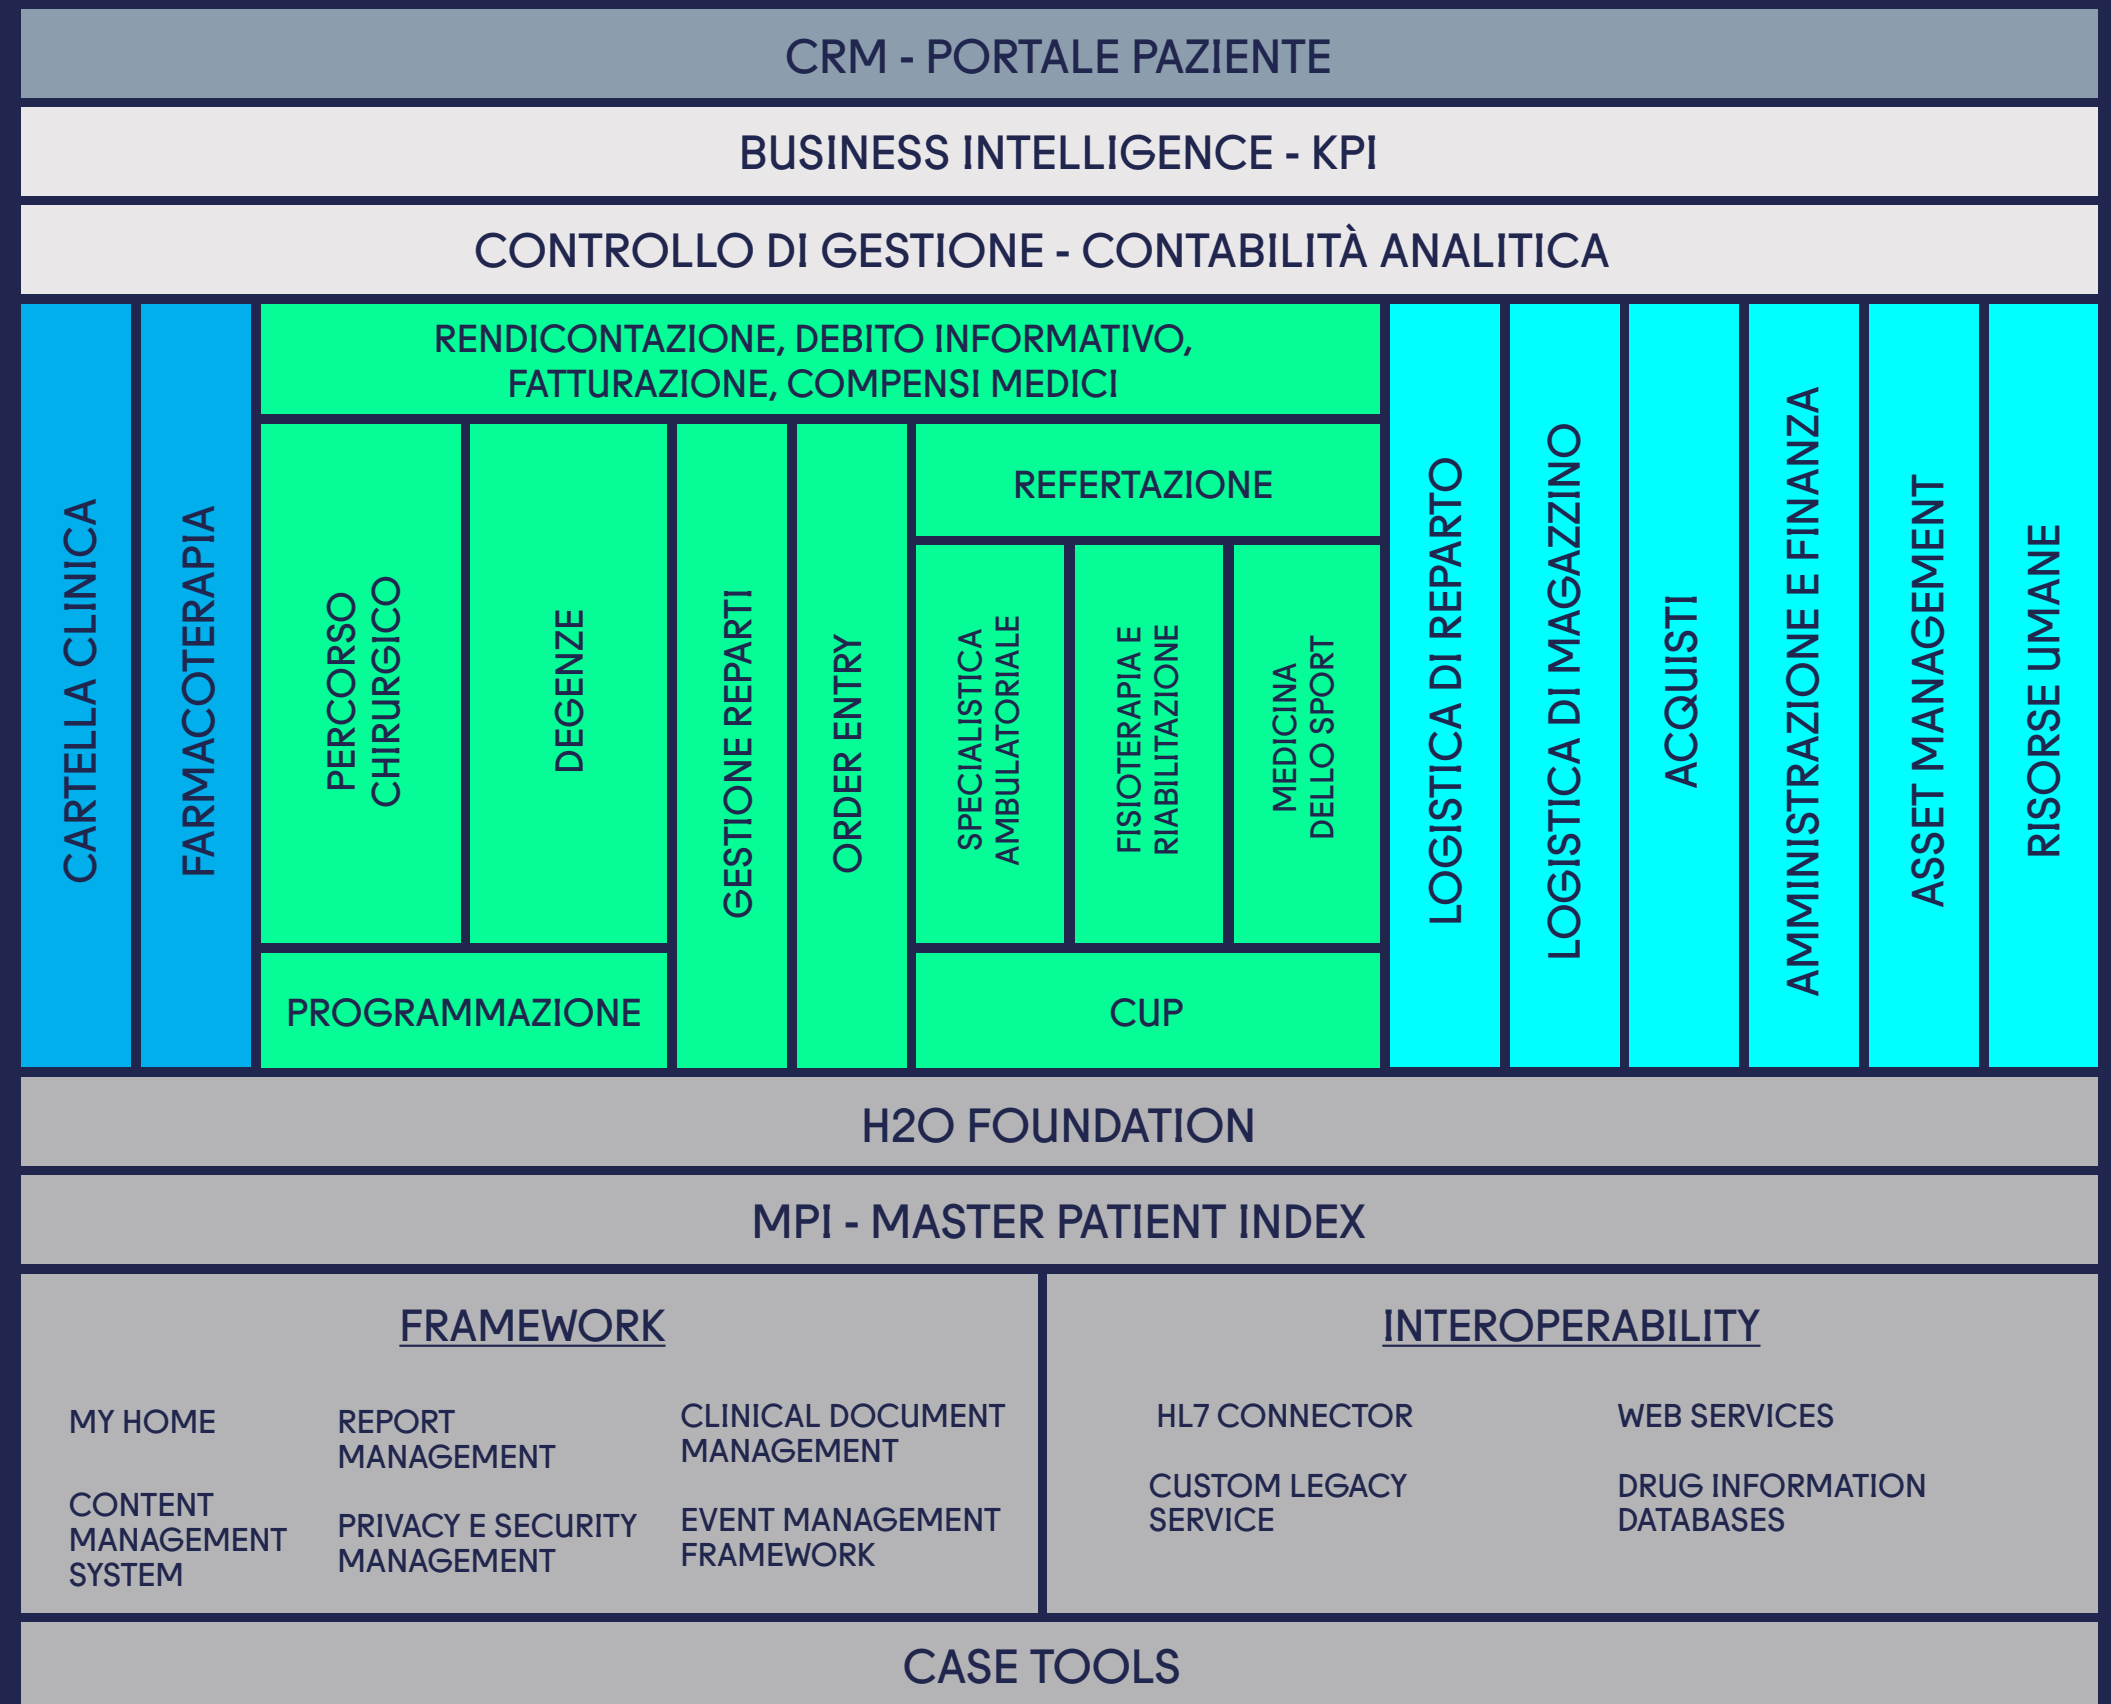 CRM - PORTALE PAZIENTE
BUSINESS INTELLIGENCE - KPI
CONTROLLO DI GESTIONE - CONTABILITÀ ANALITICA
CARTELLA CLINICA
FARMACOTERAPIA
RENDICONTAZIONE, DEBITO INFORMATIVO,
FATTURAZIONE, COMPENSI MEDICI
PERCORSO
CHIRURGICO
DEGENZE
PROGRAMMAZIONE
GESTIONE REPARTI
ORDER ENTRY
REFERTAZIONE
SPECIALISTICA
AMBULATORIALE
FISIOTERAPIA E
RIABILITAZIONE
MEDICINA
DELLO SPORT
CUP
LOGISTICA DI REPARTO
LOGISTICA DI MAGAZZINO
ACQUISTI
AMMINISTRAZIONE E FINANZA
ASSET MANAGEMENT
RISORSE UMANE
H2O FOUNDATION
MPI - MASTER PATIENT INDEX
FRAMEWORK
MY HOME
CONTENT
MANAGEMENT
SYSTEM
REPORT
MANAGEMENT
PRIVACY E SECURITY
MANAGEMENT
CLINICAL DOCUMENT
MANAGEMENT
EVENT MANAGEMENT
FRAMEWORK
INTEROPERABILITY
HL7 CONNECTOR
CUSTOM LEGACY
SERVICE
WEB SERVICES
DRUG INFORMATION
DATABASES
CASE TOOLS